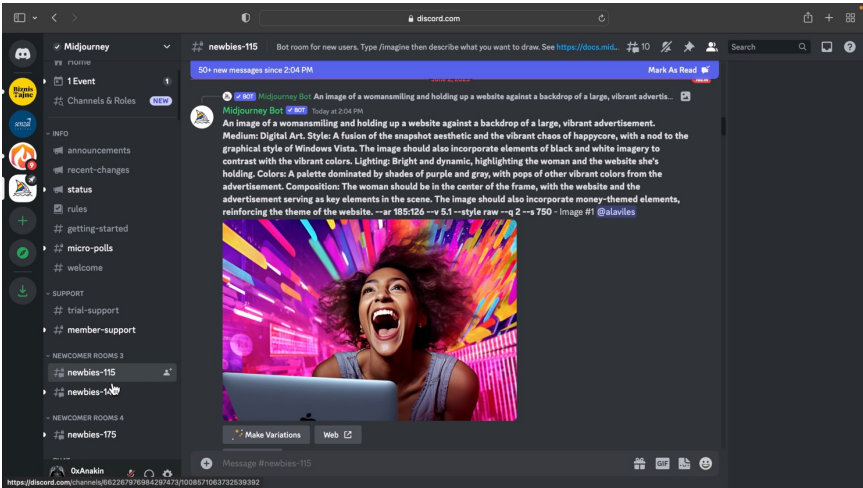 discord.com
Midjourney
newbies-115
Bot room for new users. Type /imagine then describe what you want to draw. See https://docs.mid...
10
Search
Home
1 Event
1
Channels & Roles
NEW
INFO
announcements
recent-changes
status
rules
getting-started
micro-polls
welcome
SUPPORT
trial-support
member-support
NEWCOMER ROOMS 3
newbies-115
NEWCOMER ROOMS 4
newbies-175
0xAnakin
https://discord.com/channels/662267976984297473/1008571063732539392
Biznis
Tajne
9
50+ new messages since 2:04 PM
Mark As Read
NEW
BOT Midjourney Bot An image of a womansmiling and holding up a website against a backdrop of a large, vibrant advertis...
Midjourney Bot BOT Today at 2:04 PM
An image of a womansmiling and holding up a website against a backdrop of a large, vibrant advertisement.
Medium: Digital Art. Style: A fusion of the snapshot aesthetic and the vibrant chaos of happycore, with a nod to the
graphical style of Windows Vista. The image should also incorporate elements of black and white imagery to
contrast with the vibrant colors. Lighting: Bright and dynamic, highlighting the woman and the website she's
holding. Colors: A palette dominated by shades of purple and gray, with pops of other vibrant colors from the
advertisement. Composition: The woman should be in the center of the frame, with the website and the
advertisement serving as key elements in the scene. The image should also incorporate money-themed elements,
reinforcing the theme of the website. --ar 185:126 --v 5.1 --style raw --q 2 --s 750 - Image #1 @alaviles
Make Variations
Web
Message #newbies-115
GIF